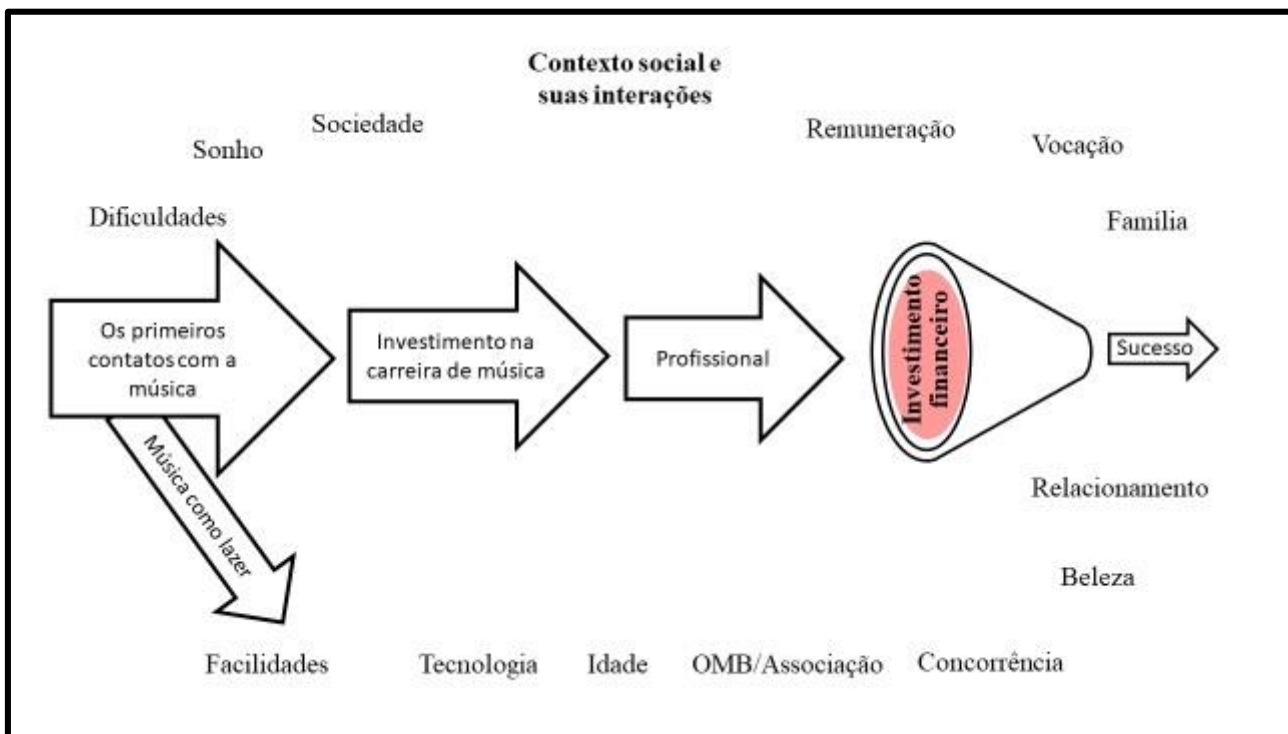 Contexto social e
suas interações
Sociedade
Remuneração
Sonho
Vocação
Dificuldades
Família
Os primeiros
contatos com a
música
Investimento na
carreira de música
Profissional
Investimento
financeiro
Sucesso
Música como lazer
Relacionamento
Beleza
Facilidades
Tecnologia
Idade
OMB/Associação
Concorrência